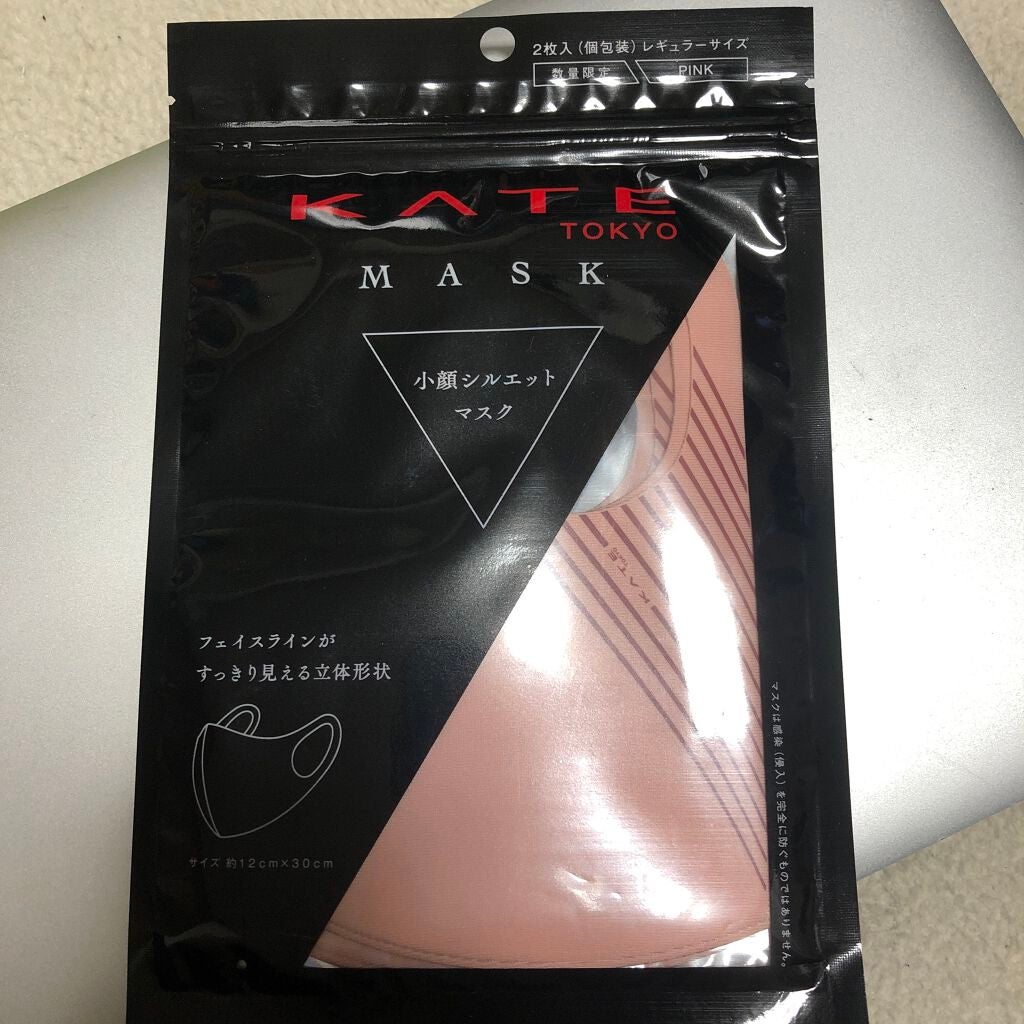 2枚入(個包装)レギュラーサイズ
数量限定 PINK
KATE
TOKYO
MASK
小顔シルエット
マスク
KATE
フェイスラインが
すっきり見える立体形状
サイズ 約12cm×30cm
マスクは感染(侵入)を完全に防ぐものではありません。